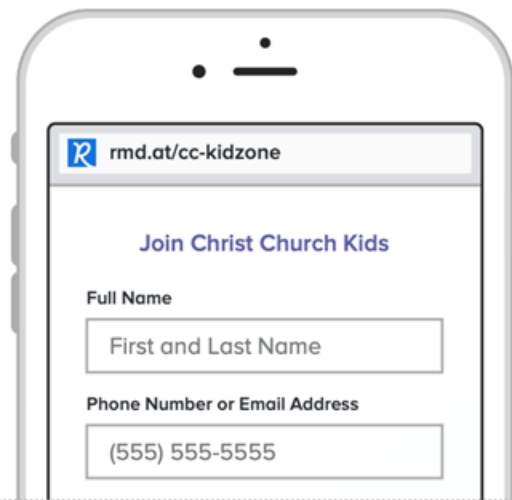 rmd.at/cc-kidzone
Join Christ Church Kids
Full Name
First and Last Name
Phone Number or Email Address
(555) 555-5555